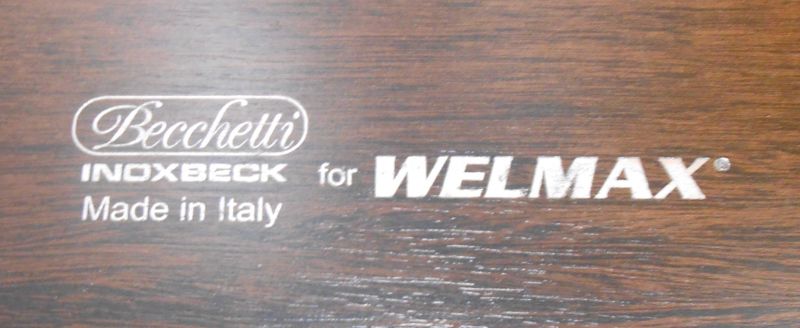 Becchetti
INOXBECK for WELMAX®
Made in Italy